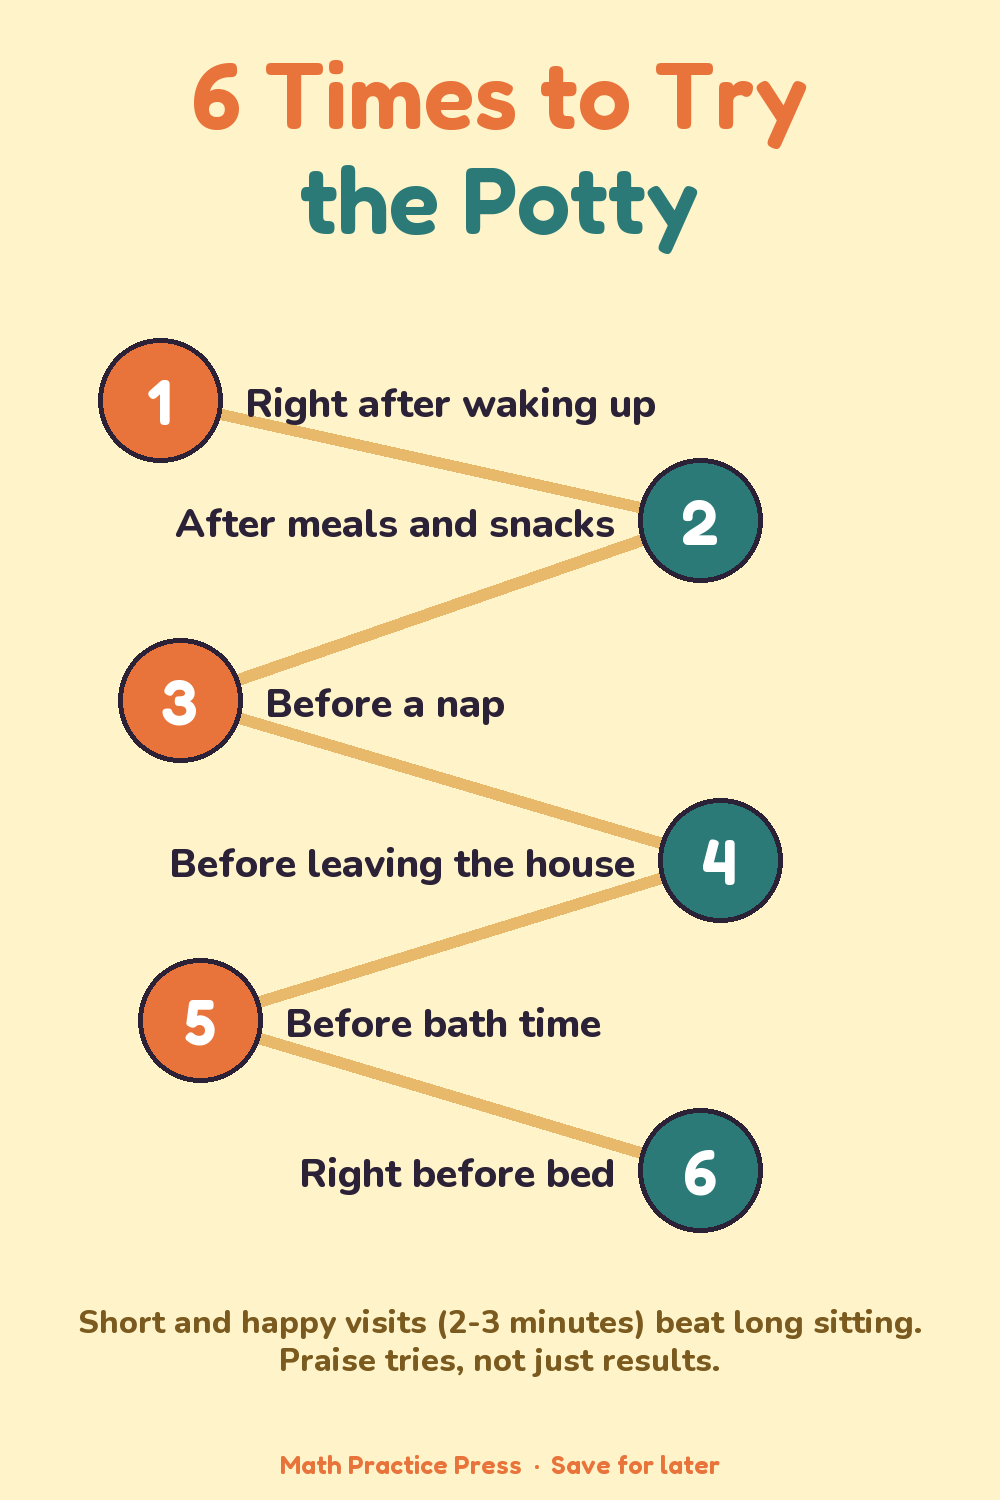 6 Times to Try
the Potty
1 Right after waking up
After meals and snacks 2
3 Before a nap
Before leaving the house 4
5 Before bath time
Right before bed 6
Short and happy visits (2-3 minutes) beat long sitting.
Praise tries, not just results.
Math Practice Press · Save for later